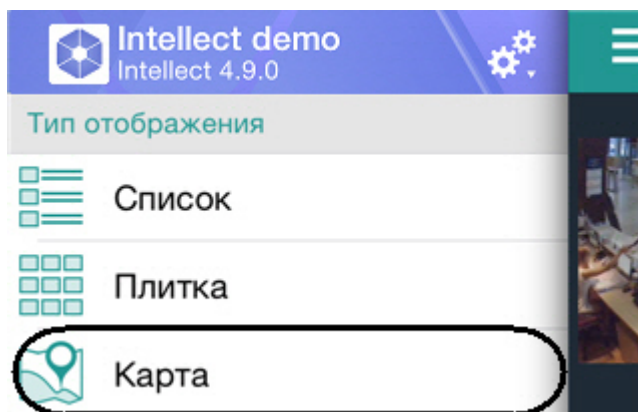 Intellect demo
Intellect 4.9.0
Тип отображения
Список
Плитка
Карта